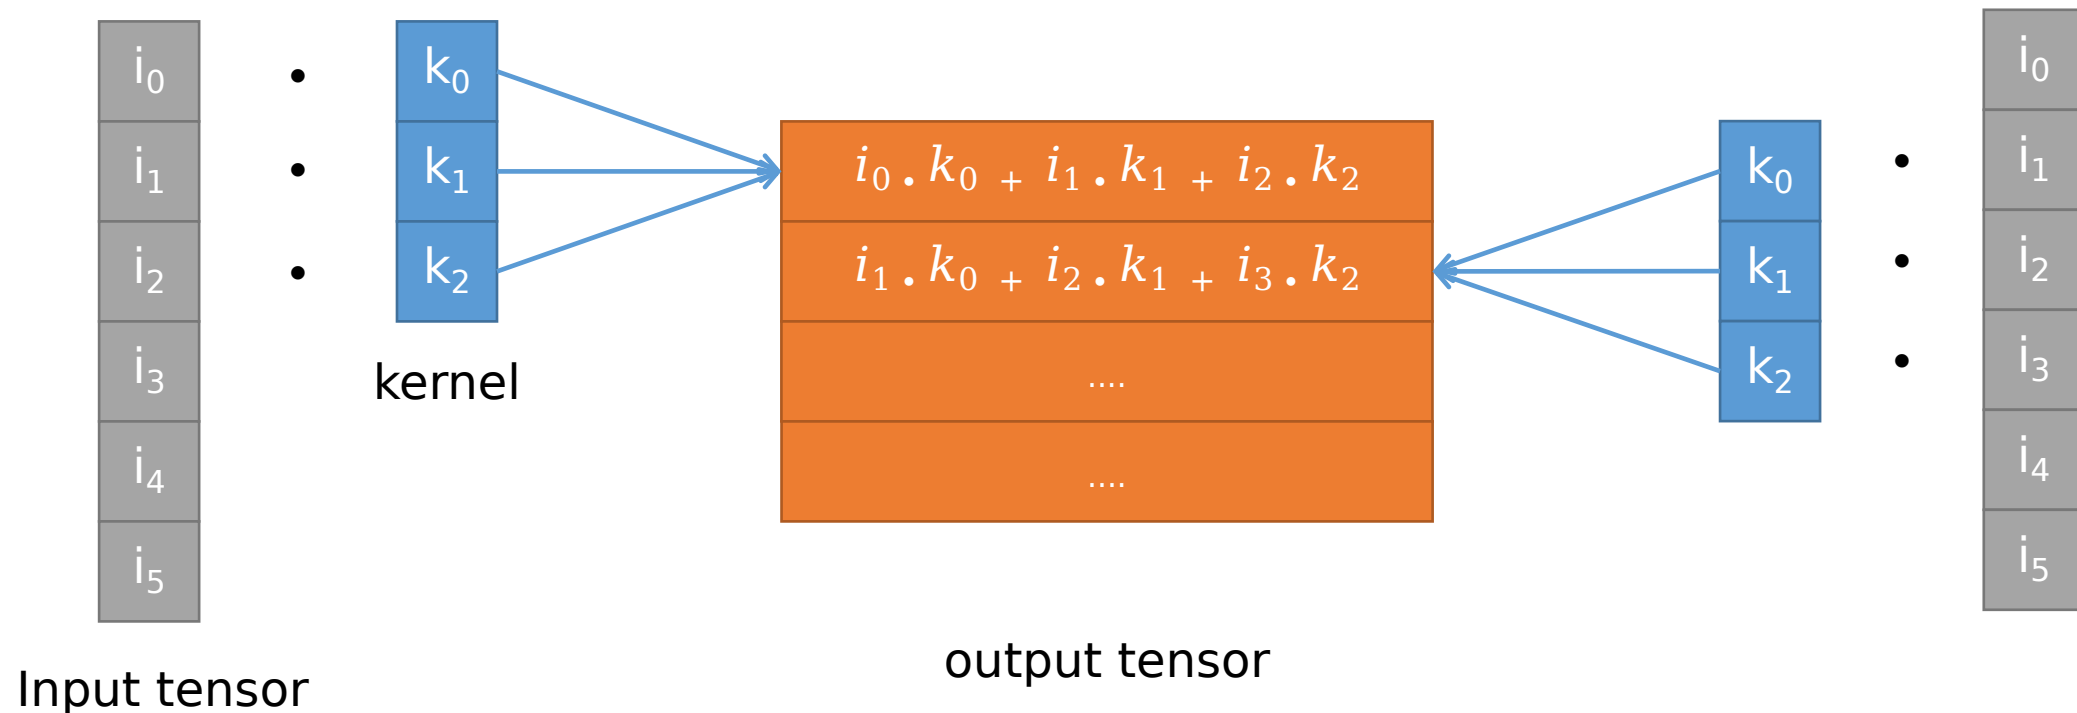 i₀
i₁
i₂
i₃
i₄
i₅
Input tensor
•
•
•
k₀
k₁
k₂
kernel
i₀ . k₀ + i₁ . k₁ + i₂ . k₂
i₁ . k₀ + i₂ . k₁ + i₃ . k₂
....
....
output tensor
k₀
k₁
k₂
•
•
•
i₀
i₁
i₂
i₃
i₄
i₅